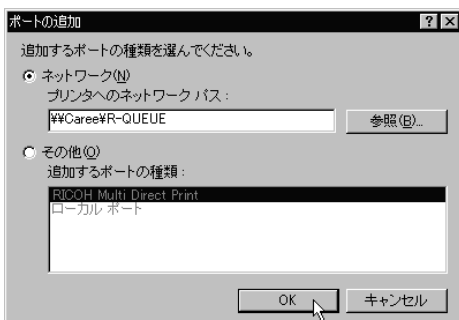 ポートの追加
追加するポートの種類を選んでください。
ネットワーク(N)
プリンタへのネットワーク パス:
¥¥Caree¥R-QUEUE
参照(B)...
その他(O)
追加するポートの種類:
RICOH Multi Direct Print
ローカル ポート
OK
キャンセル